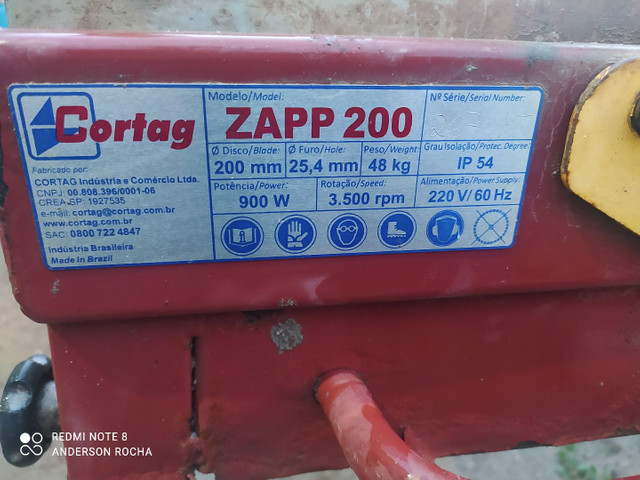 Cortag
Fabricado por:
CORTAG Indústria e Comércio Ltda.
CNPJ: 00.808.396/0001-06
CREA-SP: 1927535
e-mail: cortag@cortag.com.br
www.cortag.com.br
SAC: 0800 722 4847
Indústria Brasileira
Made in Brazil
Modelo/Model:
ZAPP 200
Nº Série/Serial Number:
Ø Disco/Blade:
200 mm
Ø Furo/Hole:
25,4 mm
Peso/Weight:
48 kg
Grau Isolação/Protec. Degree:
IP 54
Potência/Power:
900 W
Rotação/Speed:
3.500 rpm
Alimentação/Power Supply:
220 V/ 60 Hz
REDMI NOTE 8
ANDERSON ROCHA